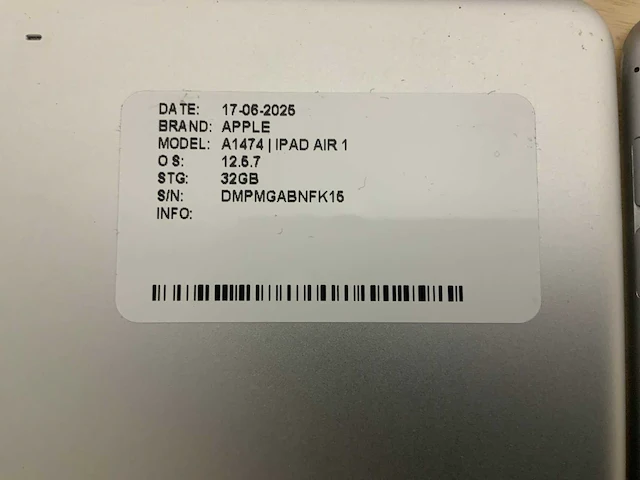 DATE: 17-06-2025
BRAND: APPLE
MODEL: A1474 | IPAD AIR 1
O S: 12.5.7
STG: 32GB
S/N: DMPMGABNFK15
INFO: